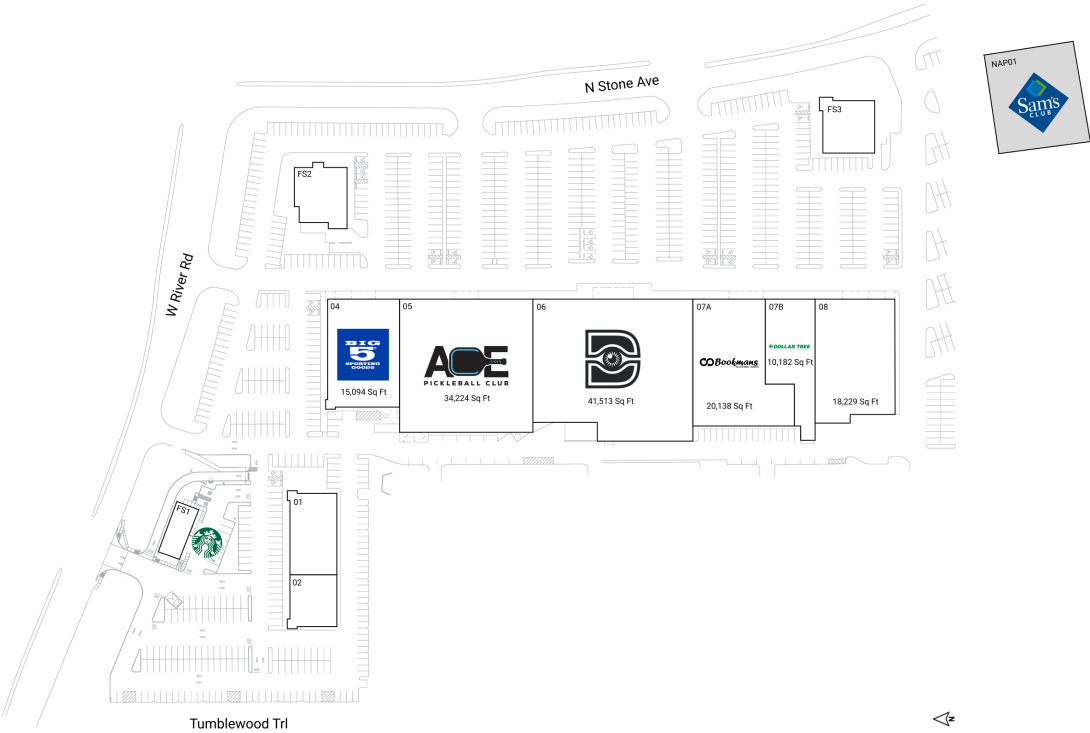 NAP01
Sam's
CLUB
N Stone Ave
FS3
FS2
W River Rd
04
BIG
5
SPORTING
GOODS
15,094 Sq Ft
05
ACE
PICKLEBALL CLUB
34,224 Sq Ft
06
D
41,513 Sq Ft
07A
Bookmans
20,138 Sq Ft
07B
DOLLAR TREE
10,182 Sq Ft
08
18,229 Sq Ft
FS1
01
02
Tumblewood Trl
N